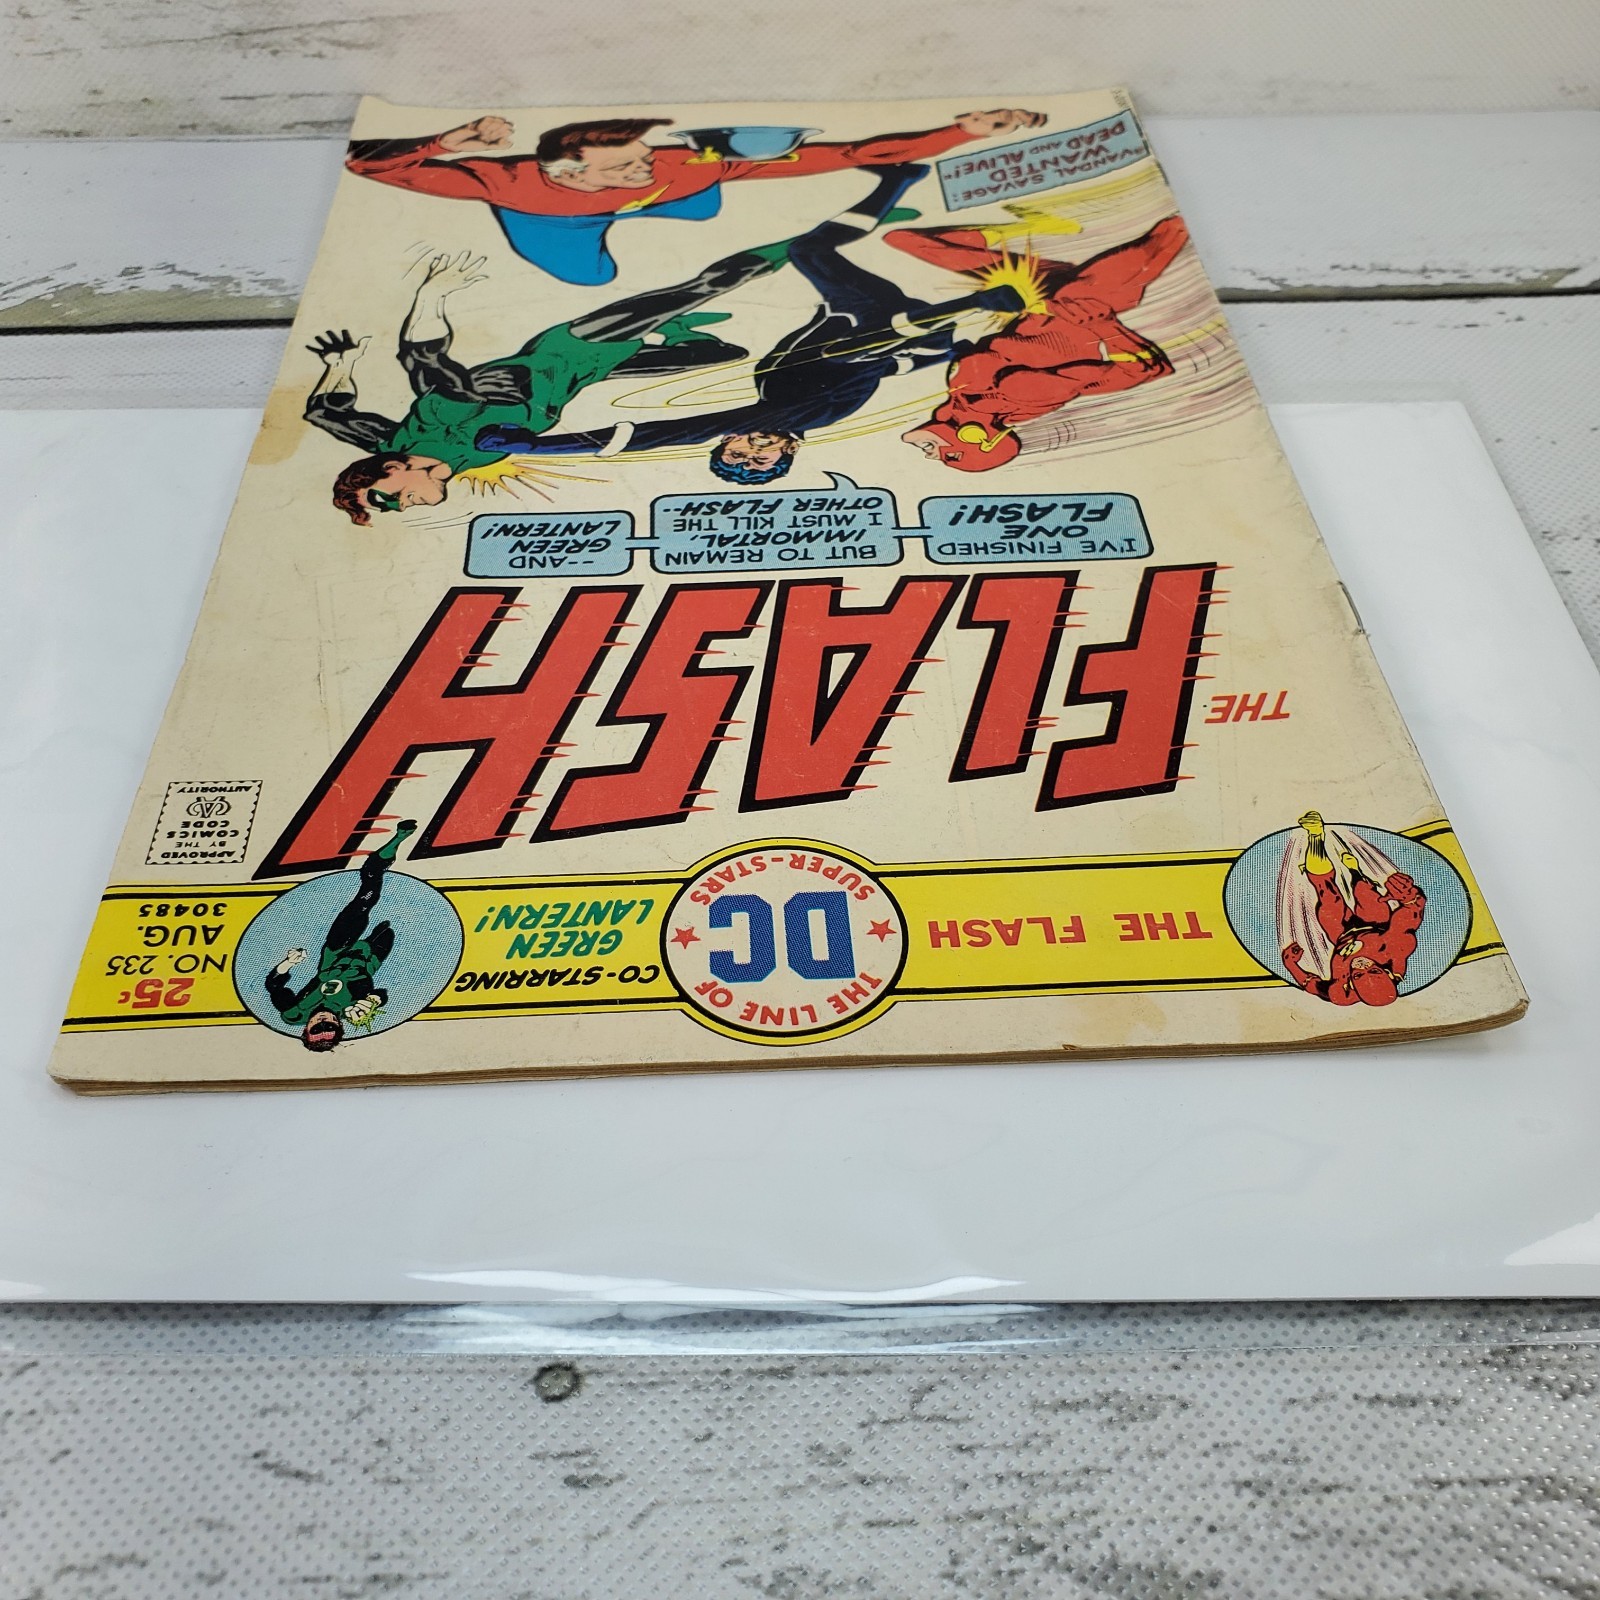 THE FLASH
THE LINE OF
DC
SUPER-STARS
CO-STARRING
GREEN
LANTERN!
25¢
NO. 235
AUG.
30485
APPROVED
BY THE
COMICS
CODE
AUTHORITY
THE
FLASH
I'VE FINISHED
ONE
FLASH!
BUT TO REMAIN
IMMORTAL,
I MUST KILL THE
OTHER FLASH--
--AND
GREEN
LANTERN!
"VANDAL SAVAGE:
WANTED
DEAD AND ALIVE!"